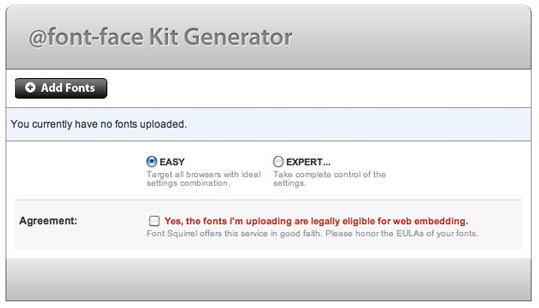 @font-face Kit Generator
Add Fonts
You currently have no fonts uploaded.
EASY
Target all browsers with ideal
settings combination.
EXPERT...
Take complete control of the
settings.
Agreement:
Yes, the fonts I'm uploading are legally eligible for web embedding.
Font Squirrel offers this service in good faith. Please honor the EULAs of your fonts.